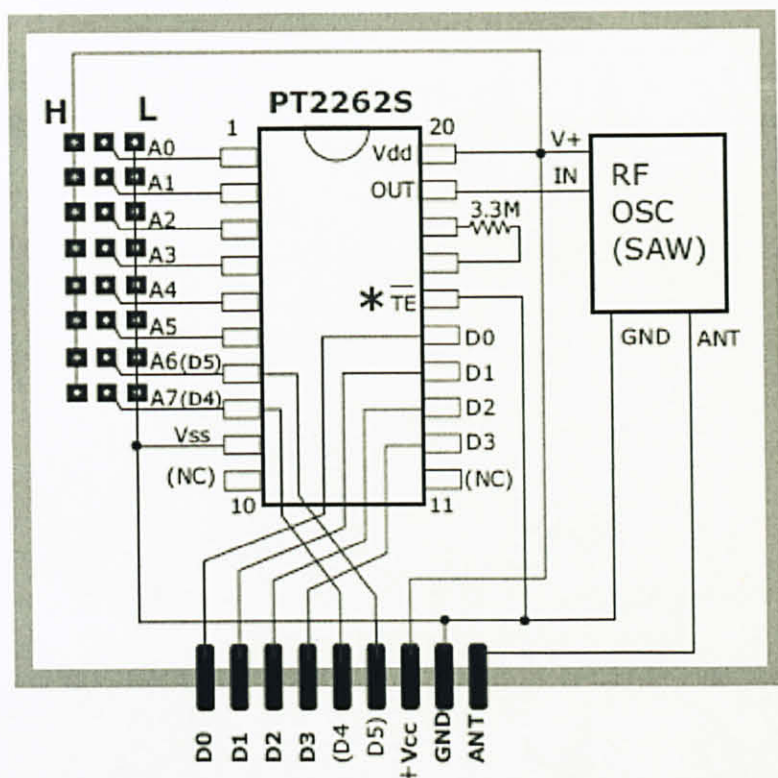 PT2262S
H L
1 20
A0
A1
A2
A3
A4
A5
A6(D5)
A7(D4)
Vss
(NC)
10
Vdd
OUT
3.3M
* TE
D0
D1
D2
D3
(NC)
11
V+
IN
RF
OSC
(SAW)
GND ANT
D0
D1
D2
D3
(D4
D5)
+Vcc
GND
ANT